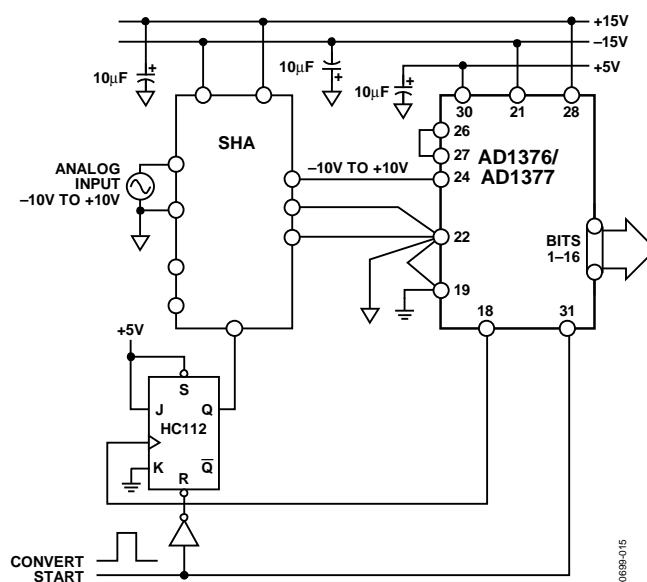 +15V
–15V
+5V
10µF
10µF
10µF
30
21
28
SHA
26
27
AD1376/
AD1377
ANALOG
INPUT
–10V TO +10V
–10V TO +10V
24
22
BITS
1–16
19
18
31
+5V
S
J
Q
HC112
K
Q̅
R
CONVERT
START
0699-015